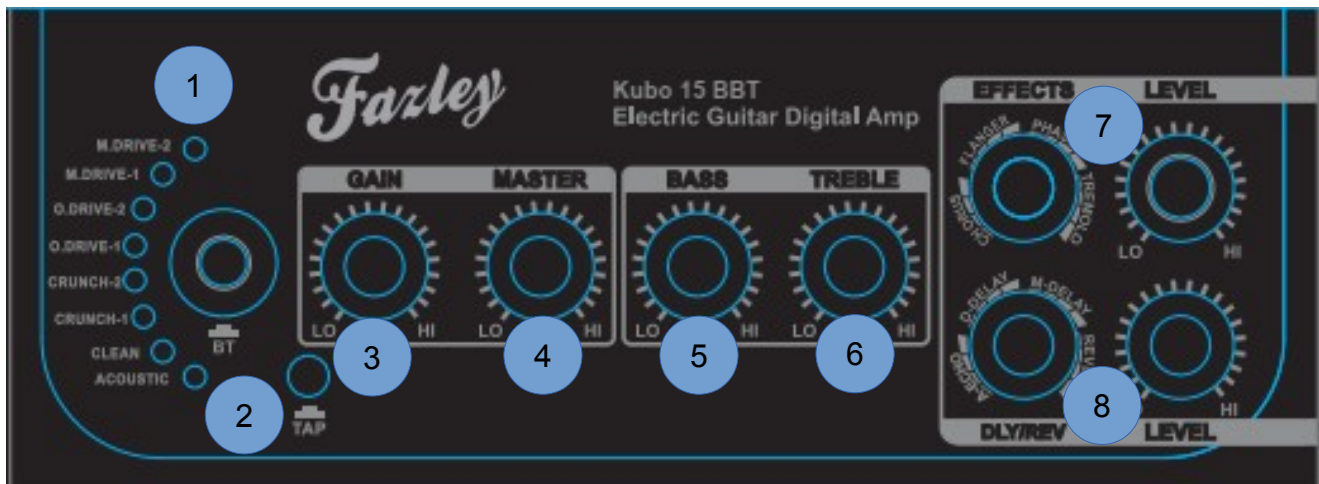 1
M.DRIVE-2
M.DRIVE-1
O.DRIVE-2
O.DRIVE-1
CRUNCH-2
CRUNCH-1
CLEAN
ACOUSTIC
BT
2
TAP
Fazley
Kubo 15 BBT
Electric Guitar Digital Amp
GAIN
MASTER
LO
HI
LO
HI
3
4
BASS
TREBLE
LO
HI
LO
HI
5
6
EFFECTS
LEVEL
7
CHORUS
FLANGER
TREMOLO
LO
HI
A-ECHO
D-DELAY
M-DELAY
8
HI
DLY/REV
LEVEL